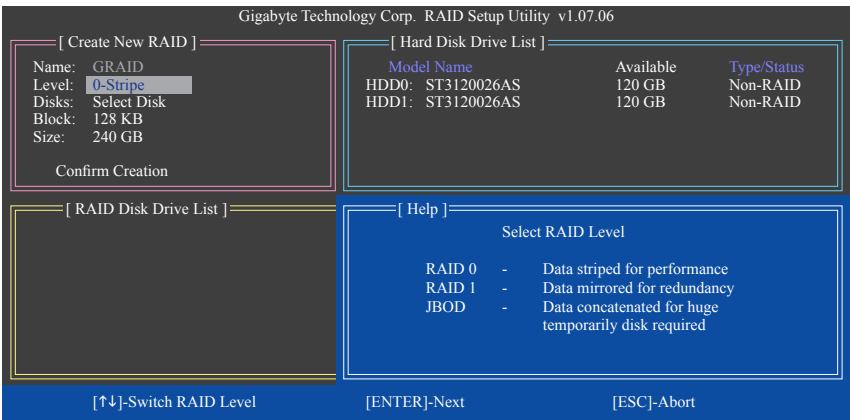 Gigabyte Technology Corp. RAID Setup Utility v1.07.06
[ Create New RAID ]
Name: GRAID
Level: 0-Stripe
Disks: Select Disk
Block: 128 KB
Size: 240 GB
Confirm Creation
[ Hard Disk Drive List ]
Model Name Available Type/Status
HDD0: ST3120026AS 120 GB Non-RAID
HDD1: ST3120026AS 120 GB Non-RAID
[ RAID Disk Drive List ]
[ Help ]
Select RAID Level
RAID 0 - Data striped for performance
RAID 1 - Data mirrored for redundancy
JBOD - Data concatenated for huge
temporarily disk required
[↑↓]-Switch RAID Level [ENTER]-Next [ESC]-Abort